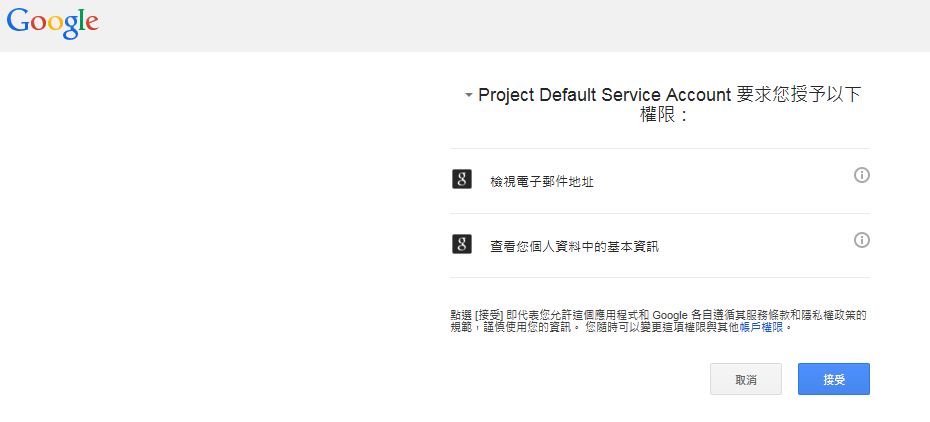 Google
Project Default Service Account 要求您授予以下
權限：
檢視電子郵件地址
查看您個人資料中的基本資訊
點選 [接受] 即代表您允許這個應用程式和 Google 各自遵循其服務條款和隱私權政策的
規範，謹慎使用您的資訊。 您隨時可以變更這項權限與其他帳戶權限。
取消
接受